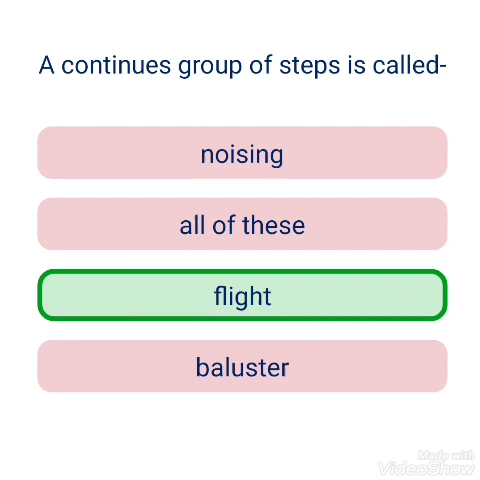 A continues group of steps is called-
noising
all of these
flight
baluster
Made with
VideoShow